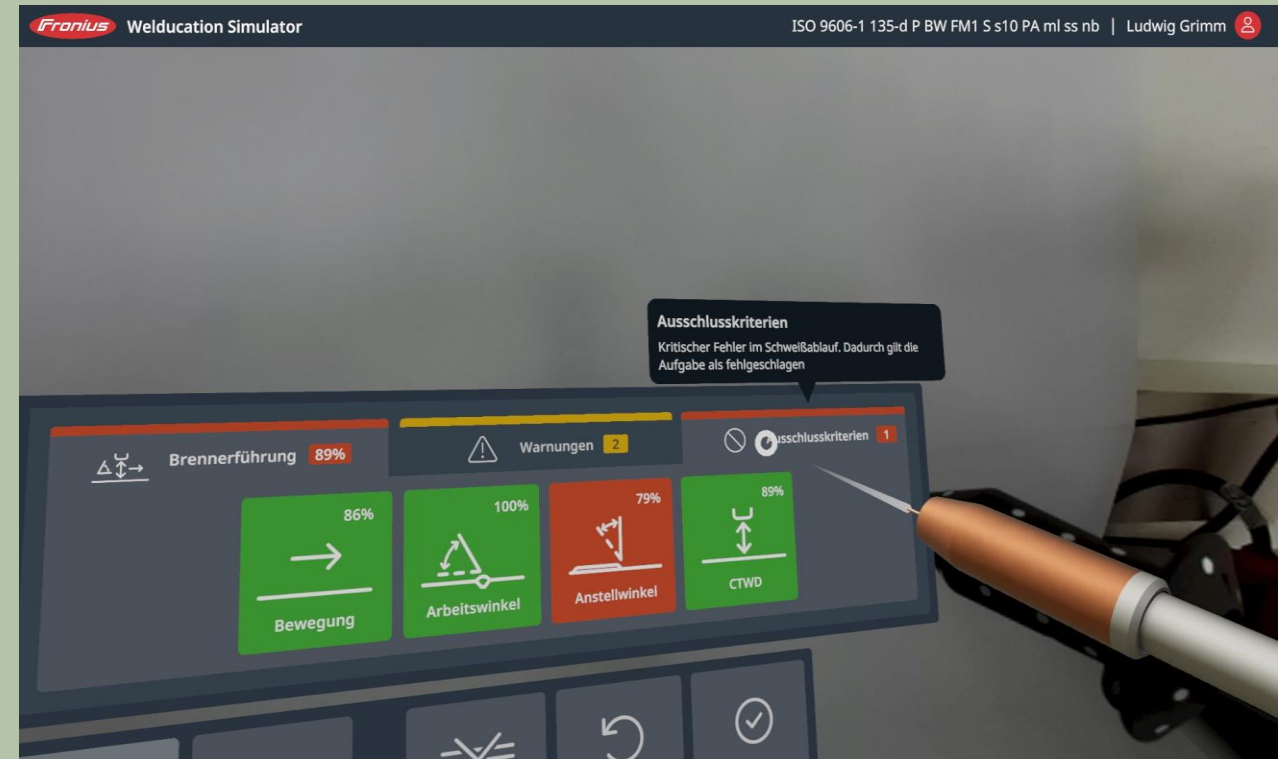 Fronius Welducation Simulator
ISO 9606-1 135-d P BW FM1 S s10 PA ml ss nb | Ludwig Grimm
Ausschlusskriterien
Kritischer Fehler im Schweißablauf. Dadurch gilt die
Aufgabe als fehlgeschlagen
Brennerführung 89%
Warnungen 2
usschlusskriterien 1
86%
Bewegung
100%
Arbeitswinkel
79%
Anstellwinkel
89%
CTWD